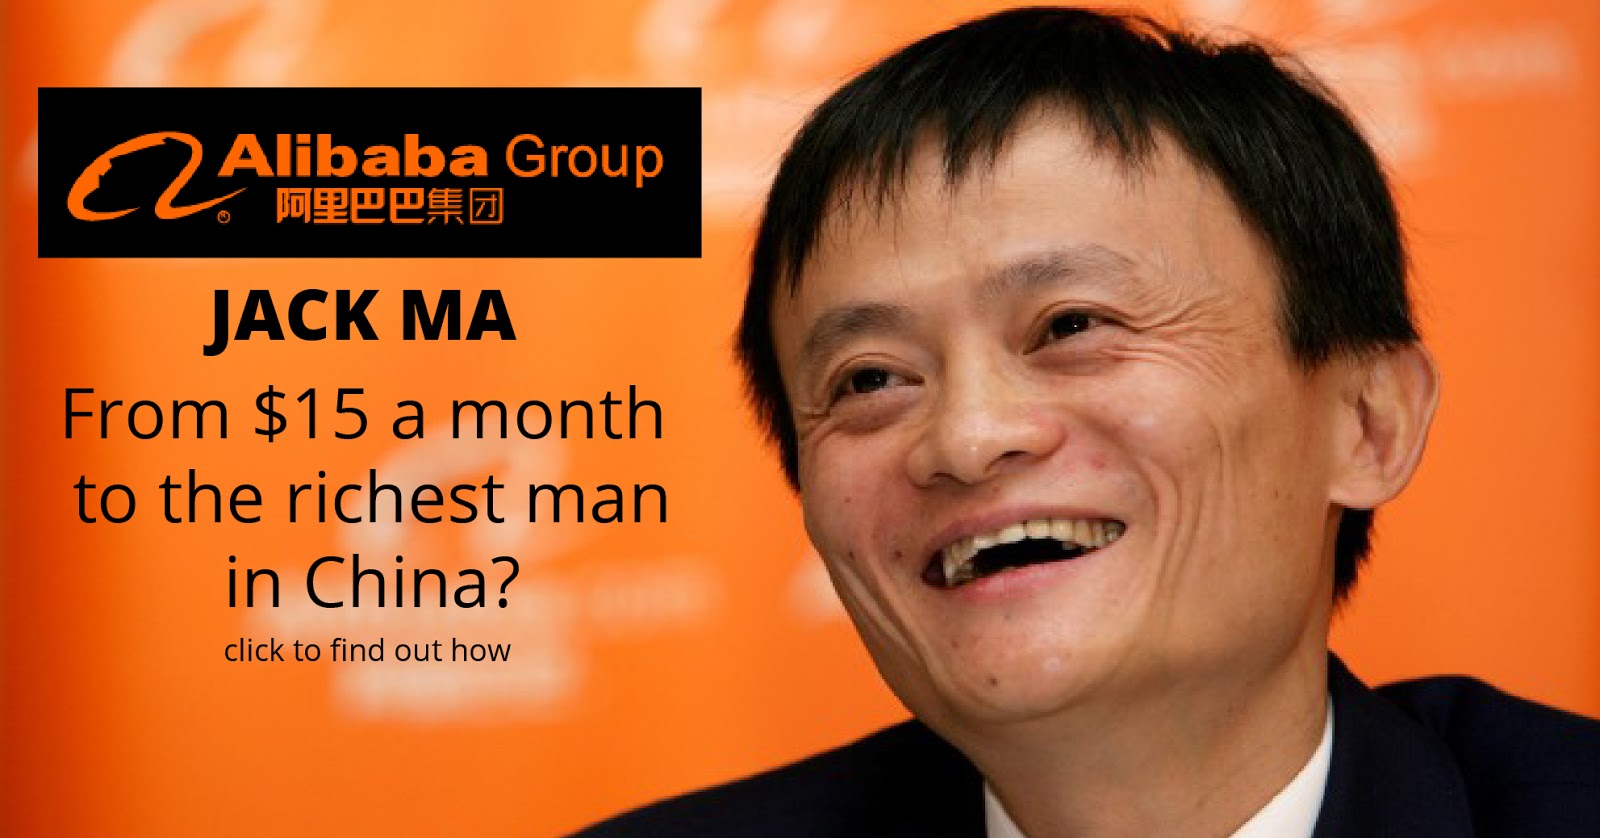 Alibaba Group
阿里巴巴集团
JACK MA
From $15 a month
to the richest man
in China?
click to find out how